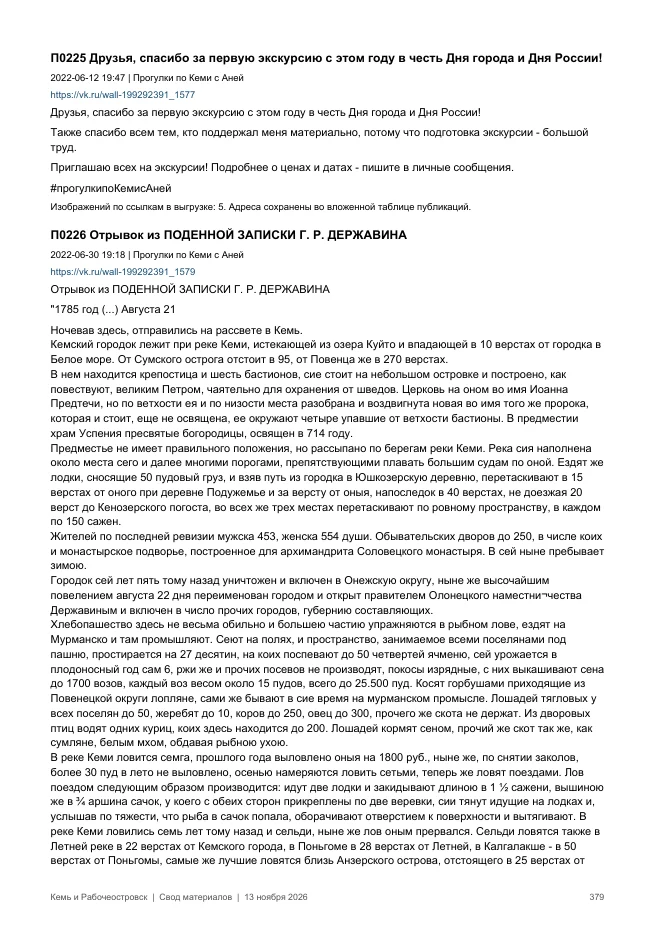 П0225 Друзья, спасибо за первую экскурсию с этом году в честь Дня города и Дня России!
2022-06-12 19:47 | Прогулки по Кеми с Аней
https://vk.ru/wall-199292391_1577
Друзья, спасибо за первую экскурсию с этом году в честь Дня города и Дня России!
Также спасибо всем тем, кто поддержал меня материально, потому что подготовка экскурсии - большой
труд.
Приглашаю всех на экскурсии! Подробнее о ценах и датах - пишите в личные сообщения.
#прогулкипоКемисАней
Изображений по ссылкам в выгрузке: 5. Адреса сохранены во вложенной таблице публикаций.
П0226 Отрывок из ПОДЕННОЙ ЗАПИСКИ Г. Р. ДЕРЖАВИНА
2022-06-30 19:18 | Прогулки по Кеми с Аней
https://vk.ru/wall-199292391_1579
Отрывок из ПОДЕННОЙ ЗАПИСКИ Г. Р. ДЕРЖАВИНА
"1785 год (...) Августа 21
Ночевав здесь, отправились на рассвете в Кемь.
Кемский городок лежит при реке Кеми, истекающей из озера Куйто и впадающей в 10 верстах от городка в
Белое море. От Сумского острога отстоит в 95, от Повенца же в 270 верстах.
В нем находится крепостица и шесть бастионов, сие стоит на небольшом островке и построено, как
повествуют, великим Петром, чаятельно для охранения от шведов. Церковь на оном во имя Иоанна
Предтечи, но по ветхости ея и по низости места разобрана и воздвигнута новая во имя того же пророка,
которая и стоит, еще не освящена, ее окружают четыре упавшие от ветхости бастионы. В предместии
храм Успения пресвятые богородицы, освящен в 714 году.
Предместье не имеет правильного положения, но рассыпано по берегам реки Кеми. Река сия наполнена
около места сего и далее многими порогами, препятствующими плавать большим судам по оной. Ездят же
лодки, сносящие 50 пудовый груз, и взяв путь из городка в Юшкозерскую деревню, перетаскивают в 15
верстах от оного при деревне Подужемье и за версту от оныя, напоследок в 40 верстах, не доезжая 20
верст до Кенозерского погоста, во всех же трех местах перетаскивают по ровному пространству, в каждом
по 150 сажен.
Жителей по последней ревизии мужска 453, женска 554 души. Обывательских дворов до 250, в числе коих
и монастырское подворье, построенное для архимандрита Соловецкого монастыря. В сей ныне пребывает
зимою.
Городок сей лет пять тому назад уничтожен и включен в Онежскую округу, ныне же высочайшим
повелением августа 22 дня переименован городом и открыт правителем Олонецкого наместни¬чества
Державиным и включен в число прочих городов, губернию составляющих.
Хлебопашество здесь не весьма обильно и большею частию упражняются в рыбном лове, ездят на
Мурманско и там промышляют. Сеют на полях, и пространство, занимаемое всеми поселянами под
пашню, простирается на 27 десятин, на коих поспевают до 50 четвертей ячменю, сей урожается в
плодоносный год сам 6, ржи же и прочих посевов не производят, покосы изрядные, с них выкашивают сена
до 1700 возов, каждый воз весом около 15 пудов, всего до 25.500 пуд. Косят горбушами приходящие из
Повенецкой округи лопляне, сами же бывают в сие время на мурманском промысле. Лошадей тягловых у
всех поселян до 50, жеребят до 10, коров до 250, овец до 300, прочего же скота не держат. Из дворовых
птиц водят одних куриц, коих здесь находится до 200. Лошадей кормят сеном, прочий же скот так же, как
сумляне, белым мхом, обдавая рыбною ухою.
В реке Кеми ловится семга, прошлого года выловлено оныя на 1800 руб., ныне же, по снятии заколов,
более 30 пуд в лето не выловлено, осенью намеряются ловить сетьми, теперь же ловят поездами. Лов
поездом следующим образом производится: идут две лодки и закидывают длиною в 1 ½ сажени, вышиною
же в ¾ аршина сачок, у коего с обеих сторон прикреплены по две веревки, сии тянут идущие на лодках и,
услышав по тяжести, что рыба в сачок попала, оборачивают отверстием к поверхности и вытягивают. В
реке Кеми ловились семь лет тому назад и сельди, ныне же лов оным прервался. Сельди ловятся также в
Летней реке в 22 верстах от Кемского города, в Поньгоме в 28 верстах от Летней, в Калгалакше - в 50
верстах от Поньгомы, самые же лучшие ловятся близь Анзерского острова, отстоящего в 25 верстах от
Кемь и Рабочеостровск | Свод материалов | 13 ноября 2026
379